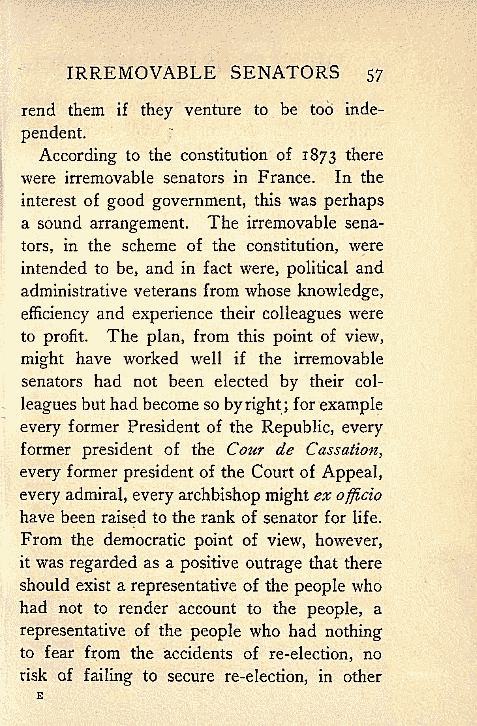 IRREMOVABLE SENATORS 57
rend them if they venture to be too inde-
pendent.
According to the constitution of 1873 there
were irremovable senators in France. In the
interest of good government, this was perhaps
a sound arrangement. The irremovable sena-
tors, in the scheme of the constitution, were
intended to be, and in fact were, political and
administrative veterans from whose knowledge,
efficiency and experience their colleagues were
to profit. The plan, from this point of view,
might have worked well if the irremovable
senators had not been elected by their col-
leagues but had become so by right; for example
every former President of the Republic, every
former president of the Cour de Cassation,
every former president of the Court of Appeal,
every admiral, every archbishop might ex officio
have been raised to the rank of senator for life.
From the democratic point of view, however,
it was regarded as a positive outrage that there
should exist a representative of the people who
had not to render account to the people, a
representative of the people who had nothing
to fear from the accidents of re-election, no
risk of failing to secure re-election, in other
E